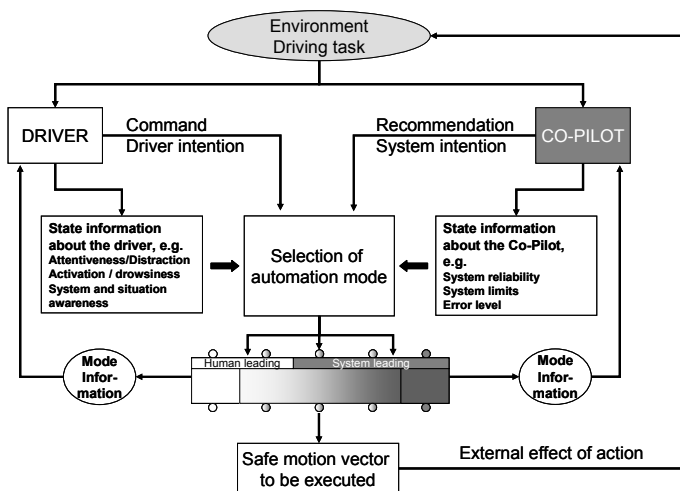 Environment
Driving task
DRIVER
Command
Driver intention
Recommendation
System intention
CO-PILOT
State information
about the driver, e.g.
Attentiveness/Distraction
Activation / drowsiness
System and situation
awareness
Selection of
automation mode
State information
about the Co-Pilot,
e.g.
System reliability
System limits
Error level
Mode
Infor-
mation
Human leading
System leading
Mode
Infor-
mation
Safe motion vector
to be executed
External effect of action